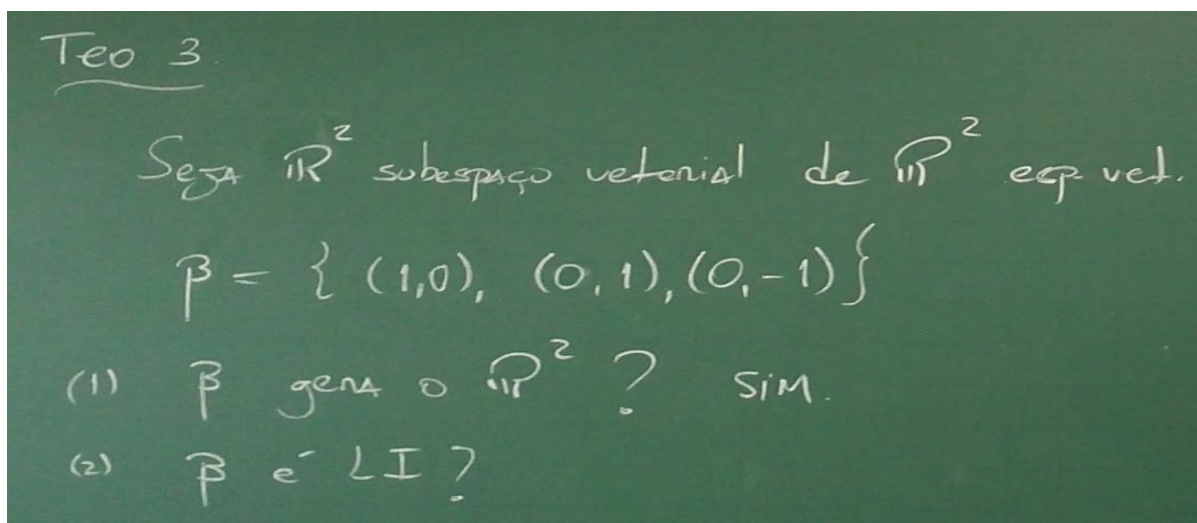 Teo 3.
Seja ℝ² subespaço vetorial de ℝ² esp. vet.
β = { (1,0), (0,1), (0,-1)}
(1) β gera o ℝ² ? SIM.
(2) β é LI?